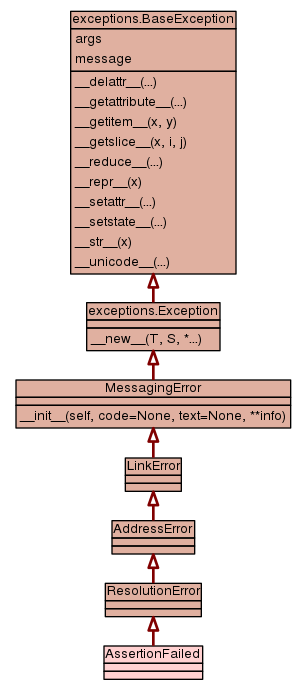 exceptions.BaseException
args
message
__delattr__(...)
__getattribute__(...)
__getitem__(x, y)
__getslice__(x, i, j)
__reduce__(...)
__repr__(x)
__setattr__(...)
__setstate__(...)
__str__(x)
__unicode__(...)
exceptions.Exception
__new__(T, S, *...)
MessagingError
__init__(self, code=None, text=None, **info)
LinkError
AddressError
ResolutionError
AssertionFailed